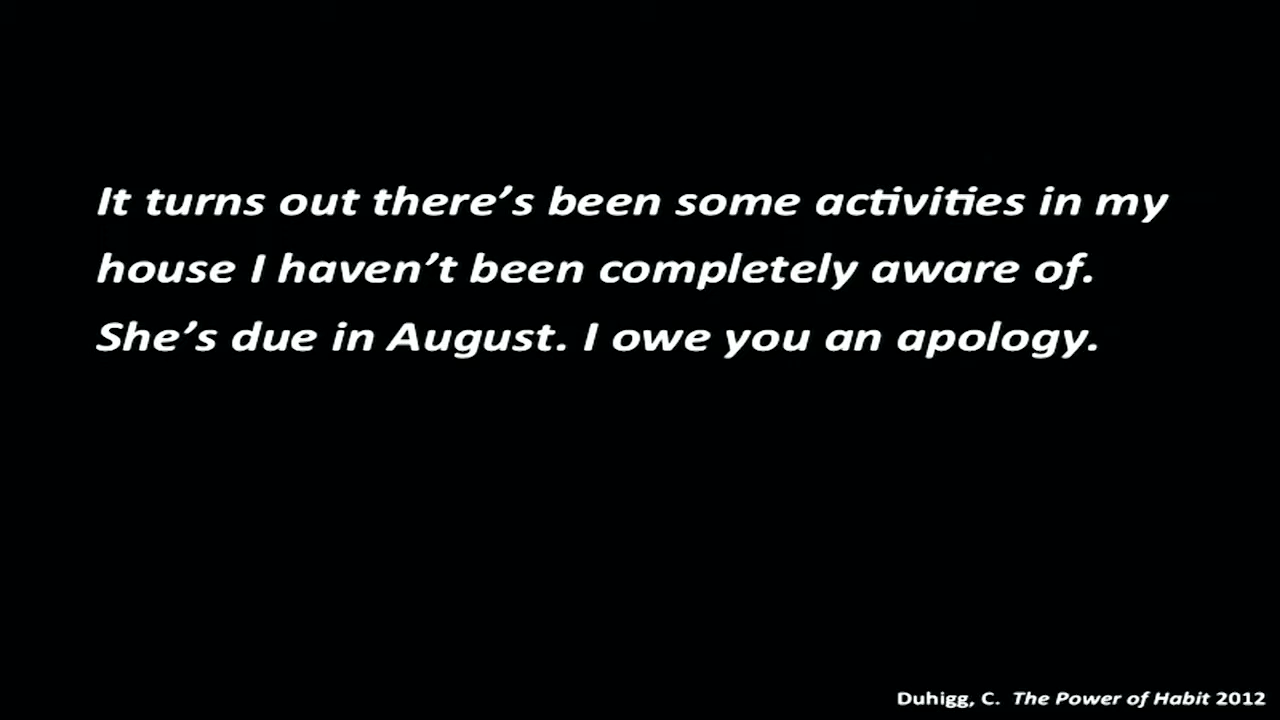 It turns out there’s been some activities in my
house I haven’t been completely aware of.
She’s due in August. I owe you an apology.
Duhigg, C. The Power of Habit 2012